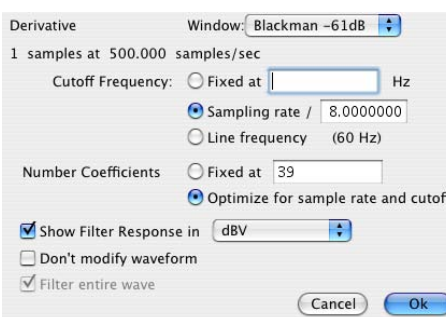 Derivative Window: Blackman -61dB
1 samples at 500.000 samples/sec
Cutoff Frequency: Fixed at Hz
Sampling rate / 8.0000000
Line frequency (60 Hz)
Number Coefficients Fixed at 39
Optimize for sample rate and cutof
Show Filter Response in dBV
Don't modify waveform
Filter entire wave
Cancel Ok